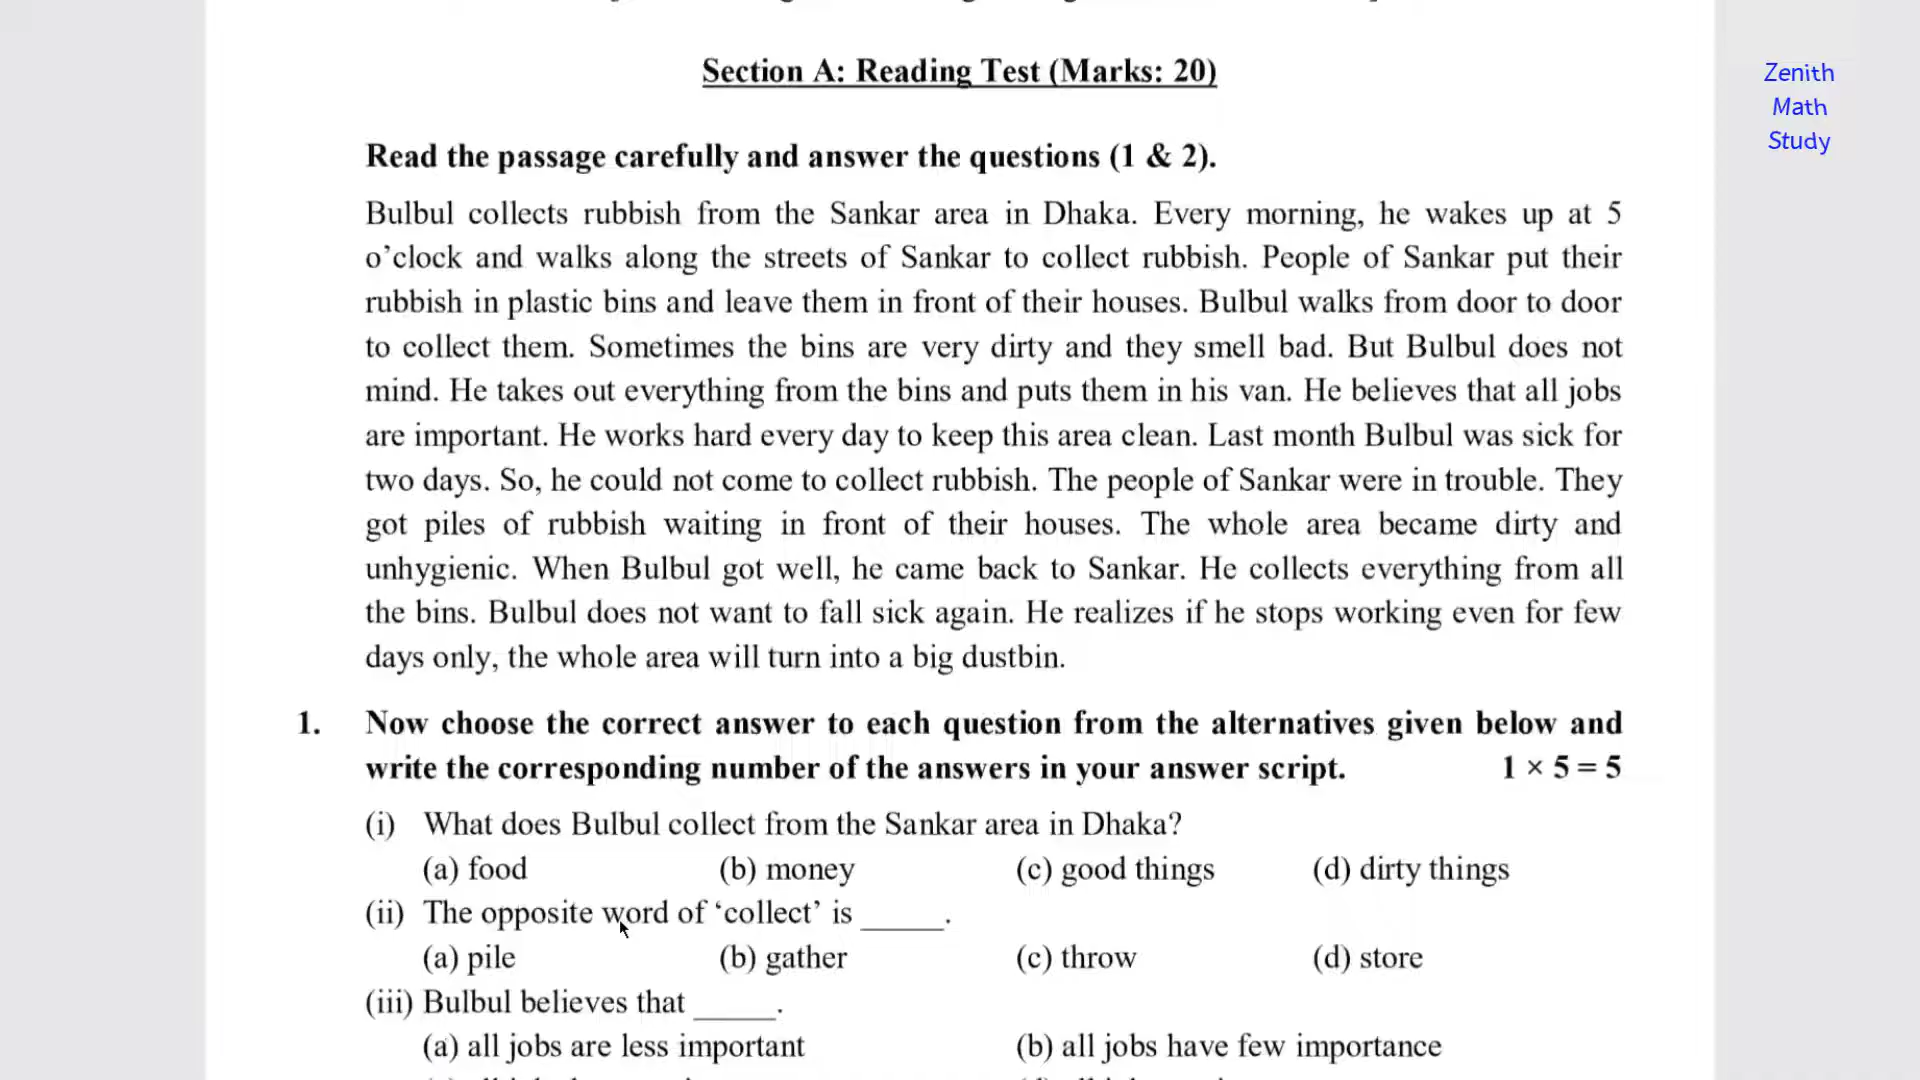 Section A: Reading Test (Marks: 20)
Zenith
Math
Study
Read the passage carefully and answer the questions (1 & 2).
Bulbul collects rubbish from the Sankar area in Dhaka. Every morning, he wakes up at 5
o’clock and walks along the streets of Sankar to collect rubbish. People of Sankar put their
rubbish in plastic bins and leave them in front of their houses. Bulbul walks from door to door
to collect them. Sometimes the bins are very dirty and they smell bad. But Bulbul does not
mind. He takes out everything from the bins and puts them in his van. He believes that all jobs
are important. He works hard every day to keep this area clean. Last month Bulbul was sick for
two days. So, he could not come to collect rubbish. The people of Sankar were in trouble. They
got piles of rubbish waiting in front of their houses. The whole area became dirty and
unhygienic. When Bulbul got well, he came back to Sankar. He collects everything from all
the bins. Bulbul does not want to fall sick again. He realizes if he stops working even for few
days only, the whole area will turn into a big dustbin.
1. Now choose the correct answer to each question from the alternatives given below and
write the corresponding number of the answers in your answer script. 1 × 5 = 5
(i) What does Bulbul collect from the Sankar area in Dhaka?
(a) food (b) money (c) good things (d) dirty things
(ii) The opposite word of ‘collect’ is _____.
(a) pile (b) gather (c) throw (d) store
(iii) Bulbul believes that _____.
(a) all jobs are less important (b) all jobs have few importance